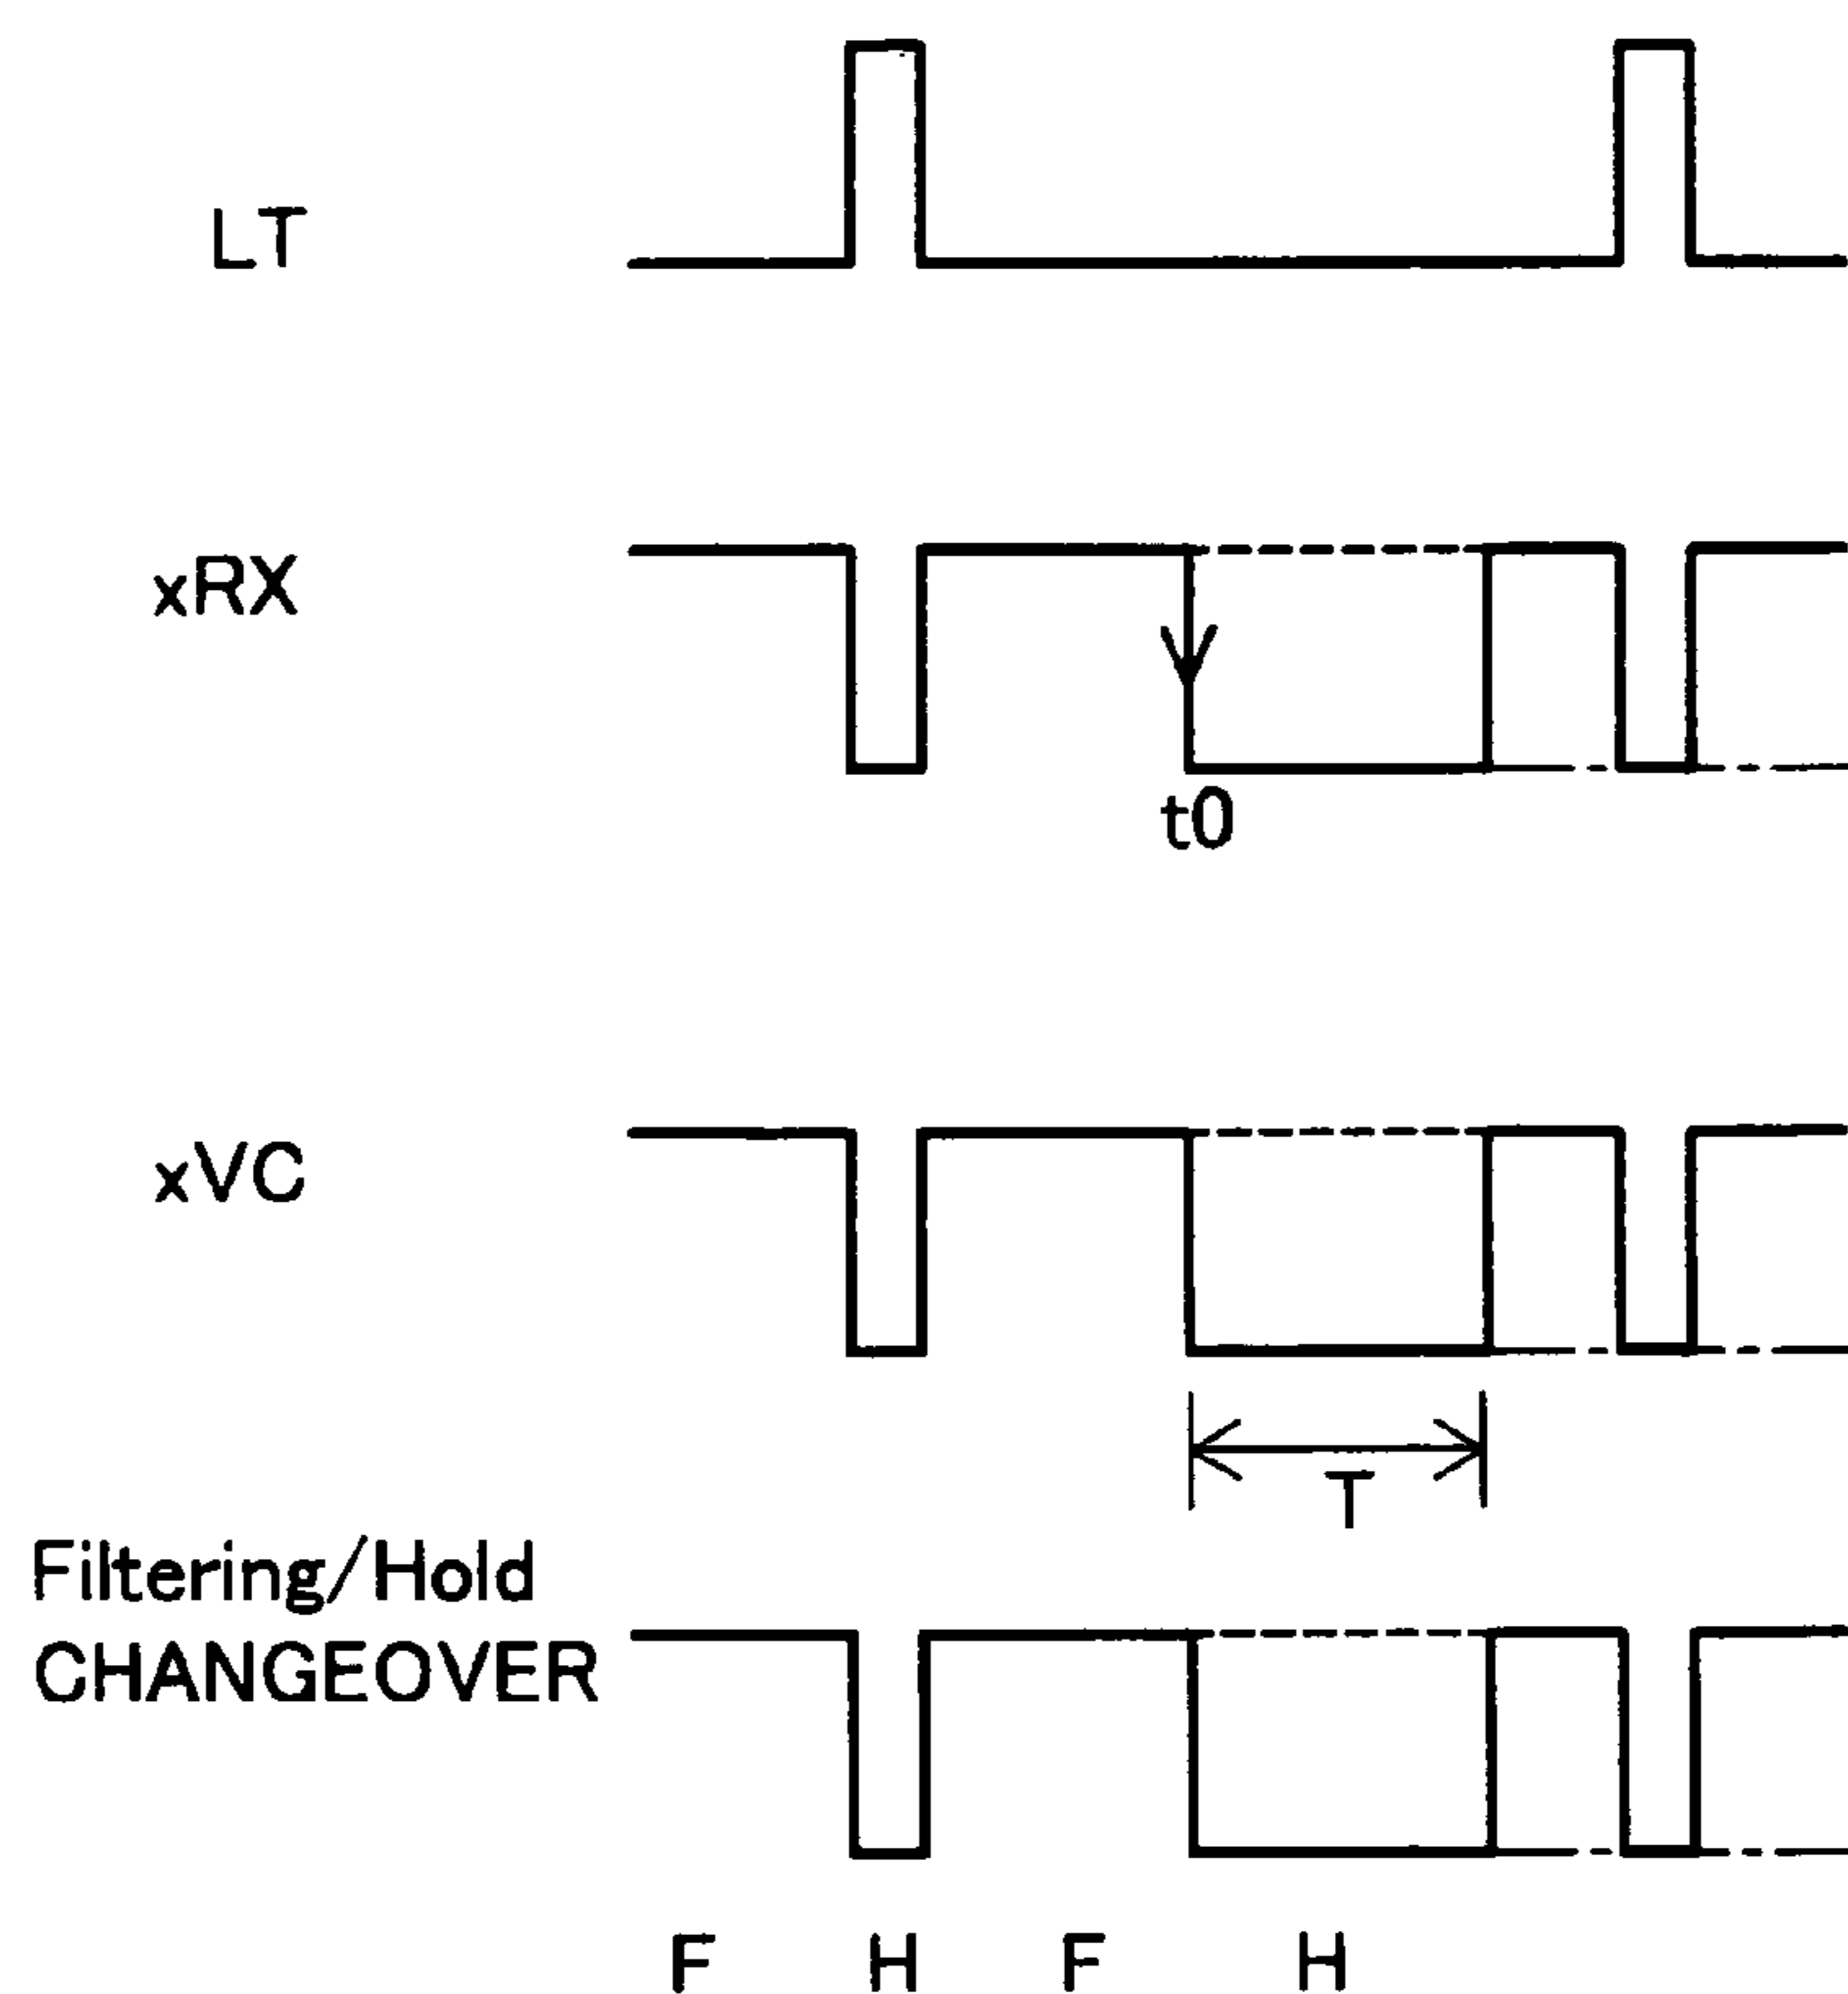 LT
xRX
t0
xVC
T
Filtering/Hold
CHANGEOVER
F H F H